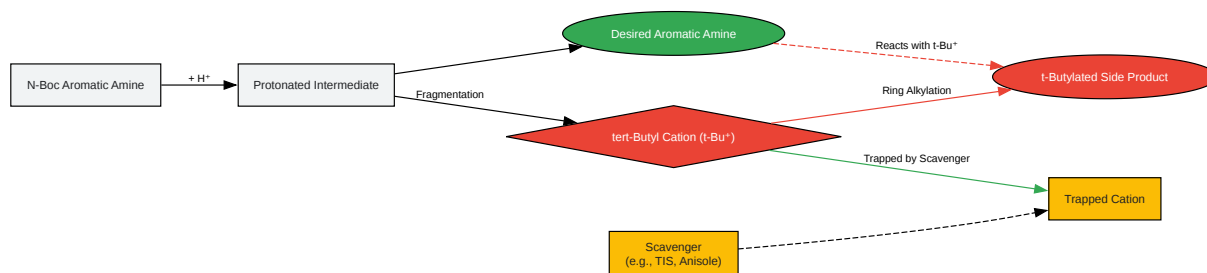 N-Boc Aromatic Amine
+ H⁺
Protonated Intermediate
Fragmentation
Desired Aromatic Amine
tert-Butyl Cation (t-Bu⁺)
Reacts with t-Bu⁺
Ring Alkylation
t-Butylated Side Product
Trapped by Scavenger
Trapped Cation
Scavenger
(e.g., TIS, Anisole)